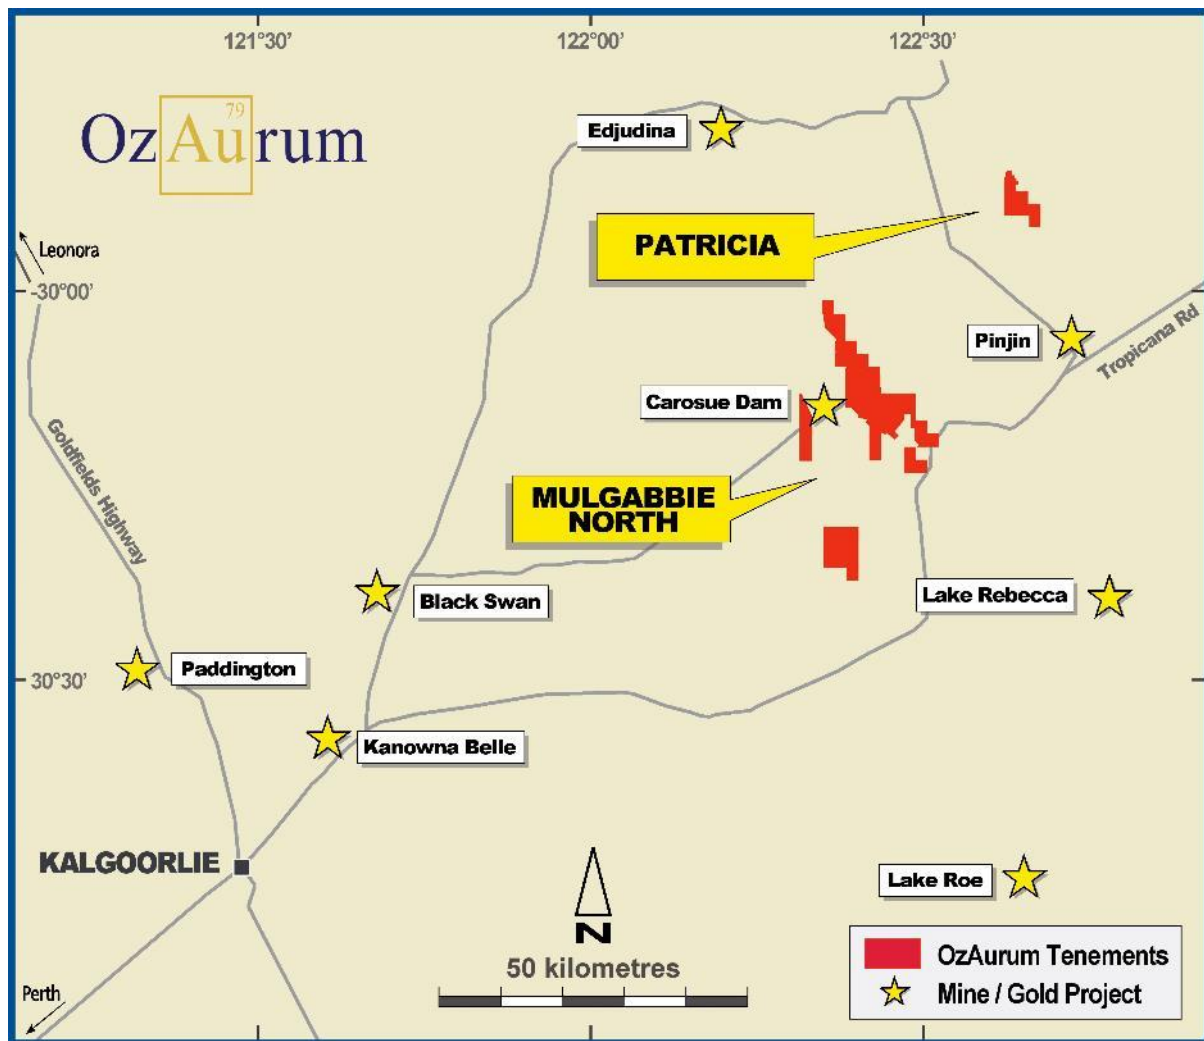 121°30'
122°00'
122°30'
79
OzAurum
Edjudina
PATRICIA
Leonora
-30°00'
Pinjin
Tropicana Rd
Carosue Dam
Goldfields Highway
MULGABBIE
NORTH
Black Swan
Lake Rebecca
Paddington
30°30'
Kanowna Belle
KALGOORLIE
Lake Roe
N
50 kilometres
OzAurum Tenements
Mine / Gold Project
Perth